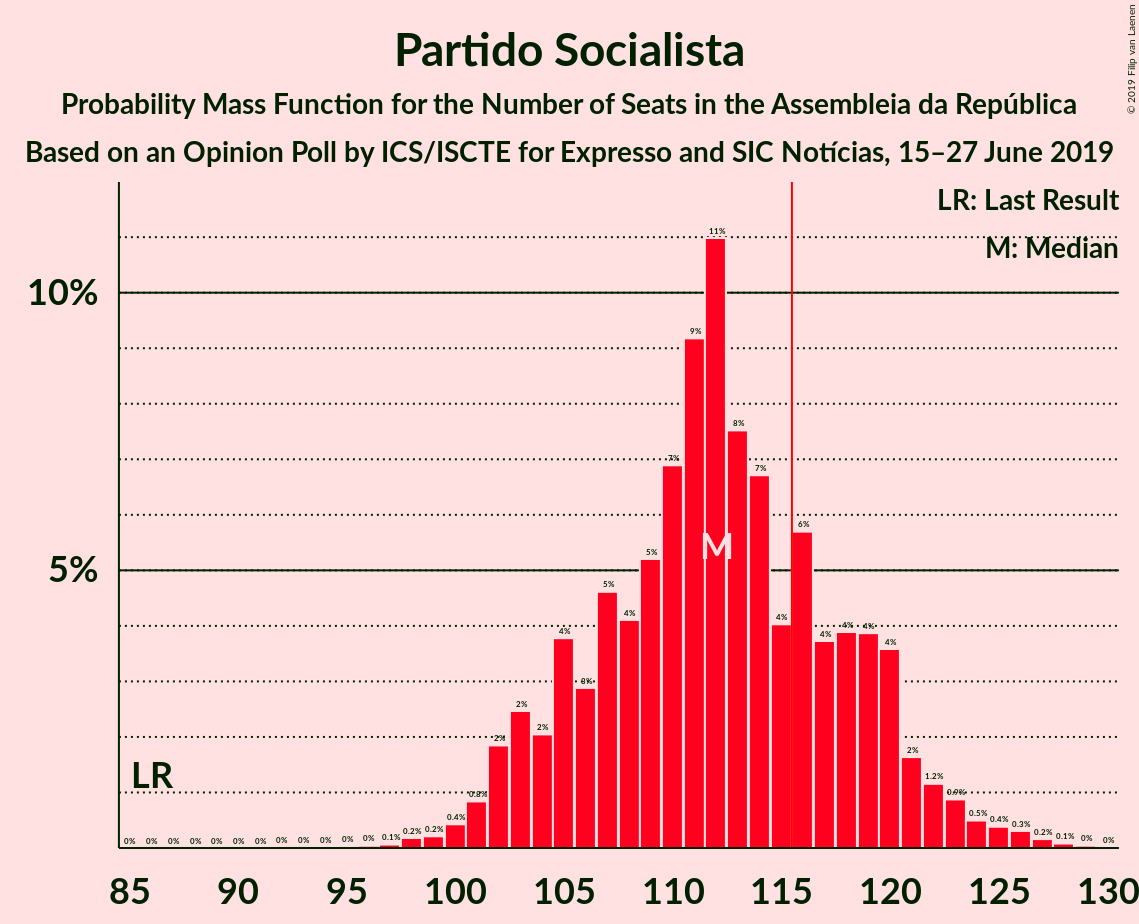 Partido Socialista
Probability Mass Function for the Number of Seats in the Assembleia da República
Based on an Opinion Poll by ICS/ISCTE for Expresso and SIC Notícias, 15–27 June 2019
© 2019 Filip van Laenen
LR: Last Result
M: Median
10%
5%
LR
M
0% 0% 0% 0% 0% 0% 0% 0% 0% 0% 0% 0% 0.1% 0.2% 0.2% 0.4% 0.8% 2% 2% 2% 4% 3% 5% 4% 5% 7% 9% 11% 8% 7% 4% 6% 4% 4% 4% 4% 2% 1.2% 0.9% 0.5% 0.4% 0.3% 0.2% 0.1% 0% 0%
85 90 95 100 105 110 115 120 125 130